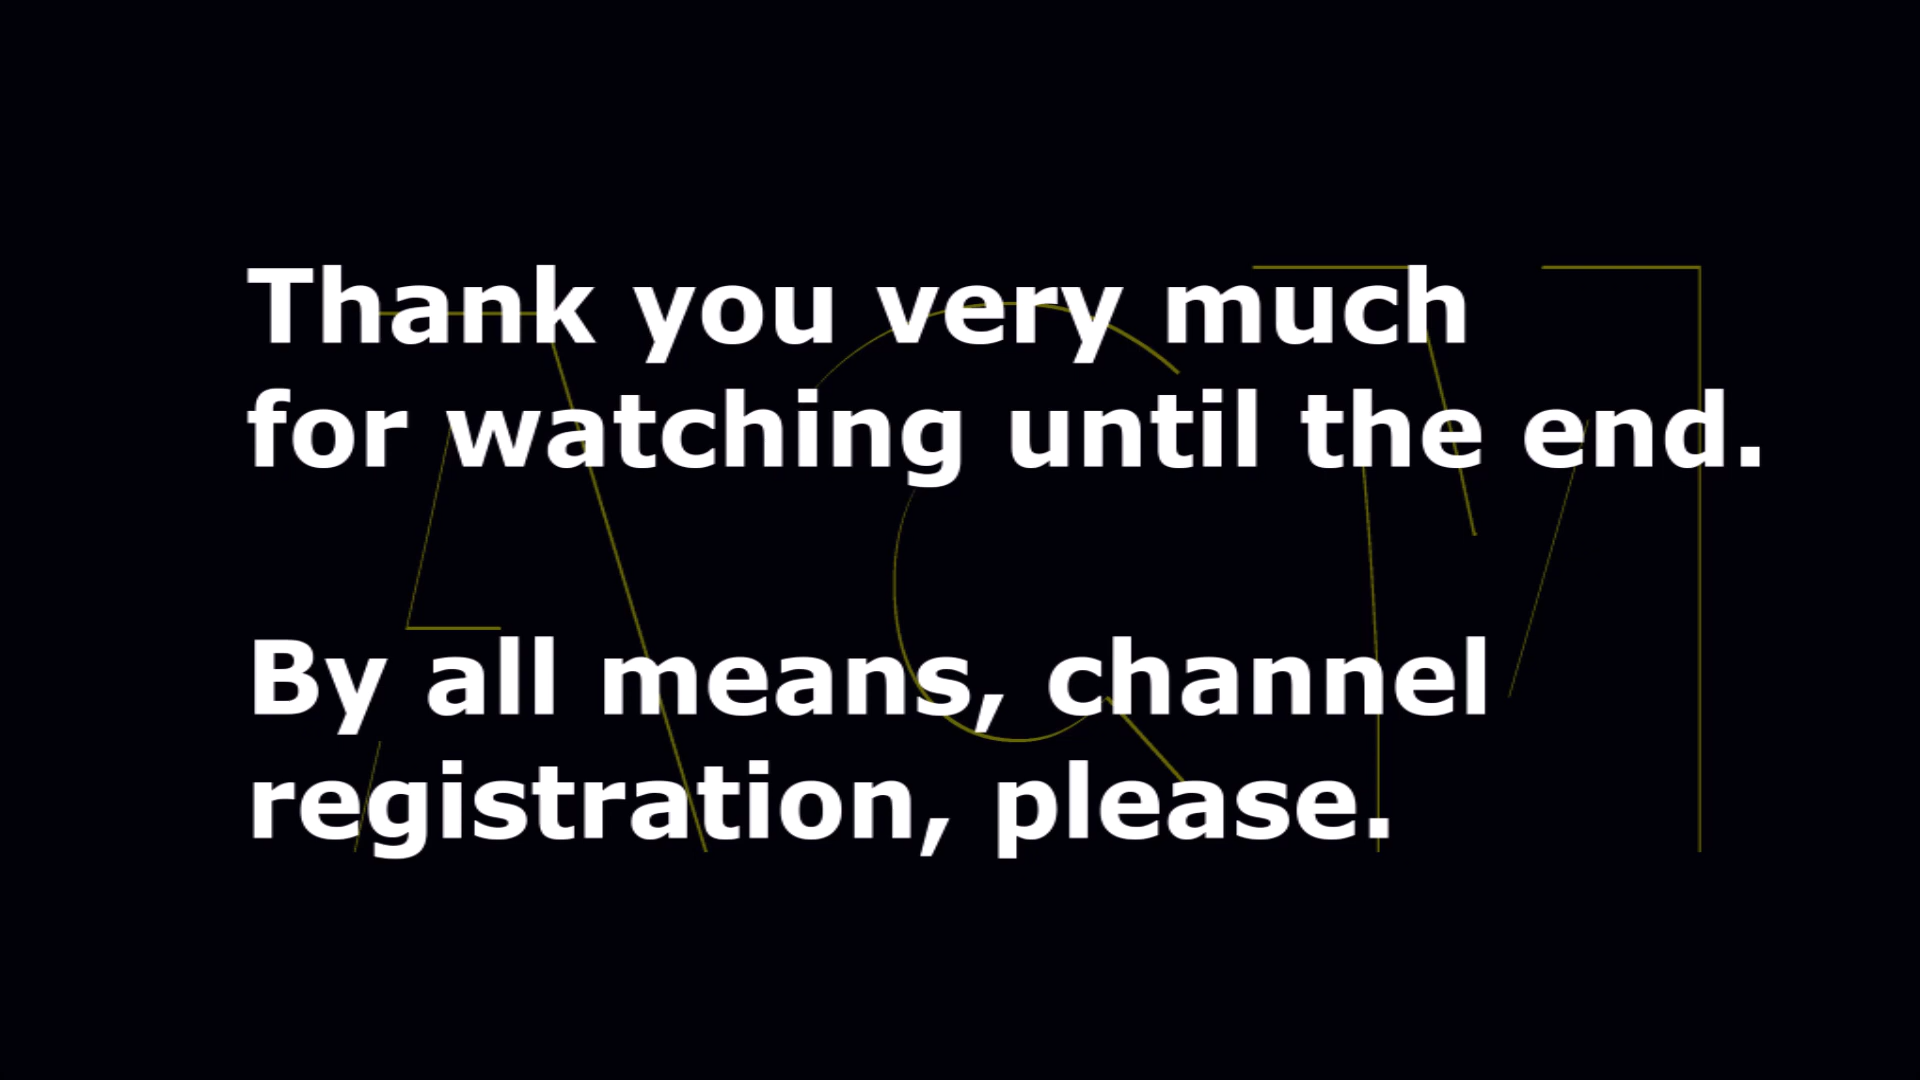 Thank you very much
for watching until the end.
By all means, channel
registration, please.